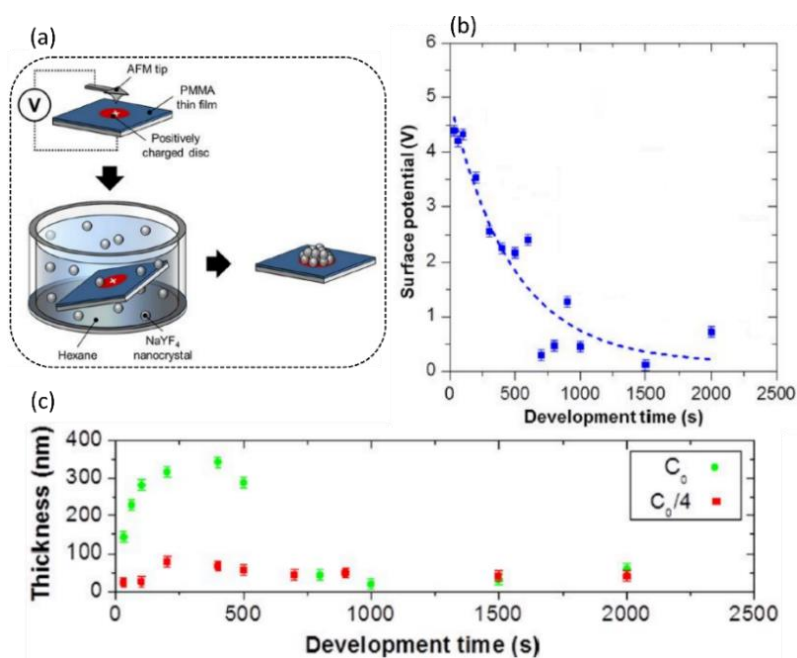 (a)
AFM tip
PMMA
thin film
V
Positively
charged disc
Hexane
NaYF4
nanocrystal
(b)
6
5
4
3
2
1
0
Surface potential (V)
0
500
1000
1500
2000
2500
Development time (s)
(c)
400
300
200
100
0
Thickness (nm)
C0
C0/4
0
500
1000
1500
2000
2500
Development time (s)